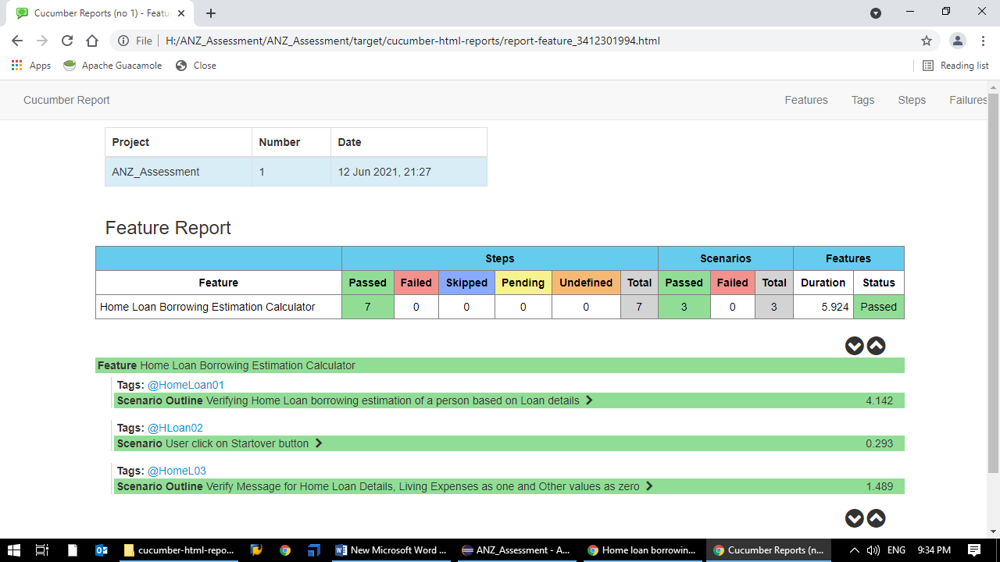 Cucumber Reports (no 1) - Featu
File H:/ANZ_Assessment/ANZ_Assessment/target/cucumber-html-reports/report-feature_3412301994.html
Apps Apache Guacamole Close Reading list
Cucumber Report Features Tags Steps Failures
Project Number Date
ANZ_Assessment 1 12 Jun 2021, 21:27
Feature Report
Steps Scenarios Features
Feature Passed Failed Skipped Pending Undefined Total Passed Failed Total Duration Status
Home Loan Borrowing Estimation Calculator 7 0 0 0 0 7 3 0 3 5.924 Passed
Feature Home Loan Borrowing Estimation Calculator
Tags: @HomeLoan01
Scenario Outline Verifying Home Loan borrowing estimation of a person based on Loan details 4.142
Tags: @HLoan02
Scenario User click on Startover button 0.293
Tags: @HomeL03
Scenario Outline Verify Message for Home Loan Details, Living Expenses as one and Other values as zero 1.489
cucumber-html-repo... New Microsoft Word ... ANZ_Assessment - A... Home loan borrowin... Cucumber Reports (n... ENG 9:34 PM